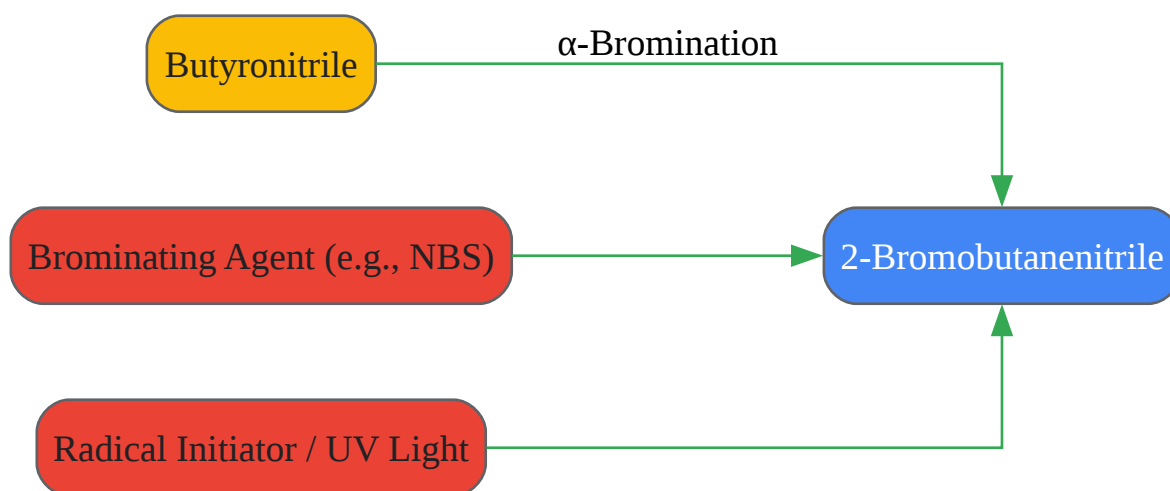 α-Bromination
Butyronitrile
Brominating Agent (e.g., NBS)
2-Bromobutanenitrile
Radical Initiator / UV Light